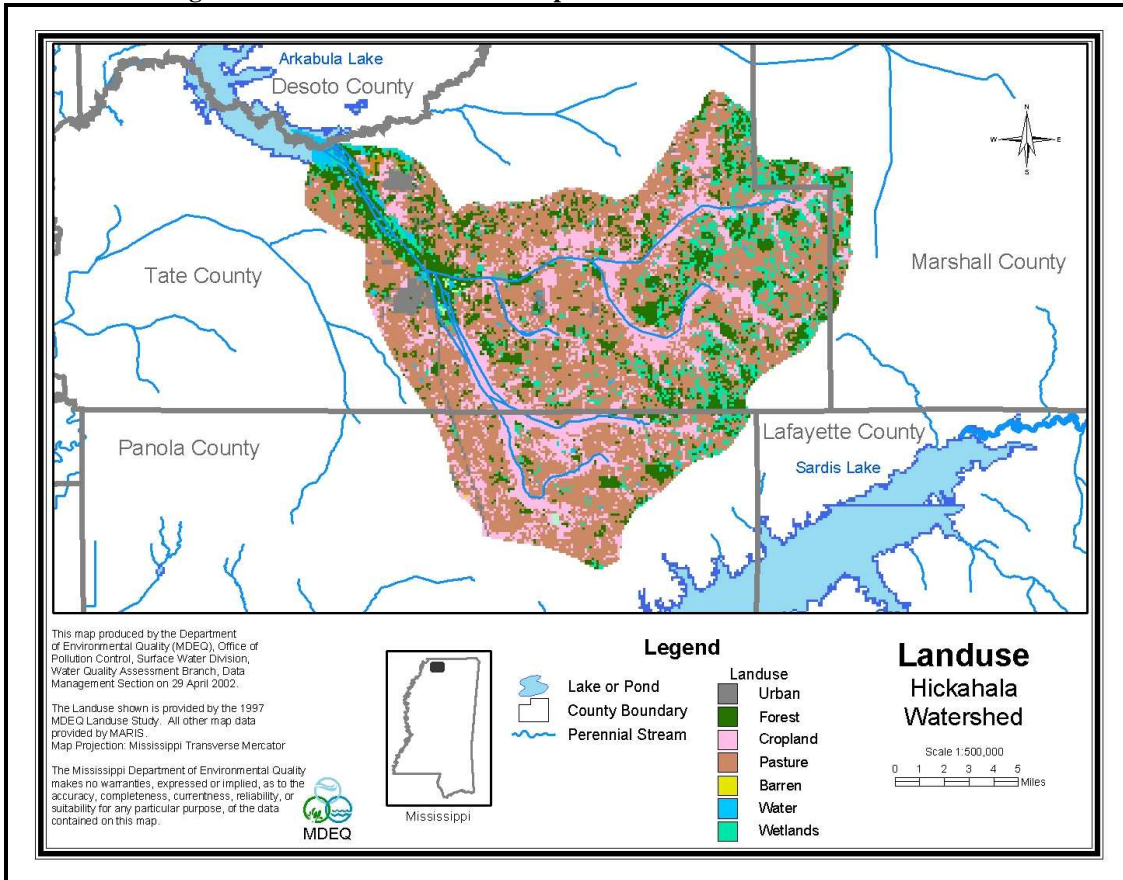 Arkabula Lake
Desoto County
N
W
E
S
Tate County
Marshall County
Panola County
Lafayette County
Sardis Lake
This map produced by the Department
of Environmental Quality (MDEQ), Office of
Pollution Control, Surface Water Division,
Water Quality Assessment Branch, Data
Management Section on 29 April 2002.
The Landuse shown is provided by the 1997
MDEQ Landuse Study. All other map data
provided by MARIS.
Map Projection: Mississippi Transverse Mercator
The Mississippi Department of Environmental Quality
makes no warranties, expressed or implied, as to the
accuracy, completeness, currentness, reliability, or
suitability for any particular purpose, of the data
contained on this map.
MDEQ
Mississippi
Legend
Lake or Pond
County Boundary
Perennial Stream
Landuse
Urban
Forest
Cropland
Pasture
Barren
Water
Wetlands
Landuse
Hickahala
Watershed
Scale 1:500,000
0 1 2 3 4 5
Miles